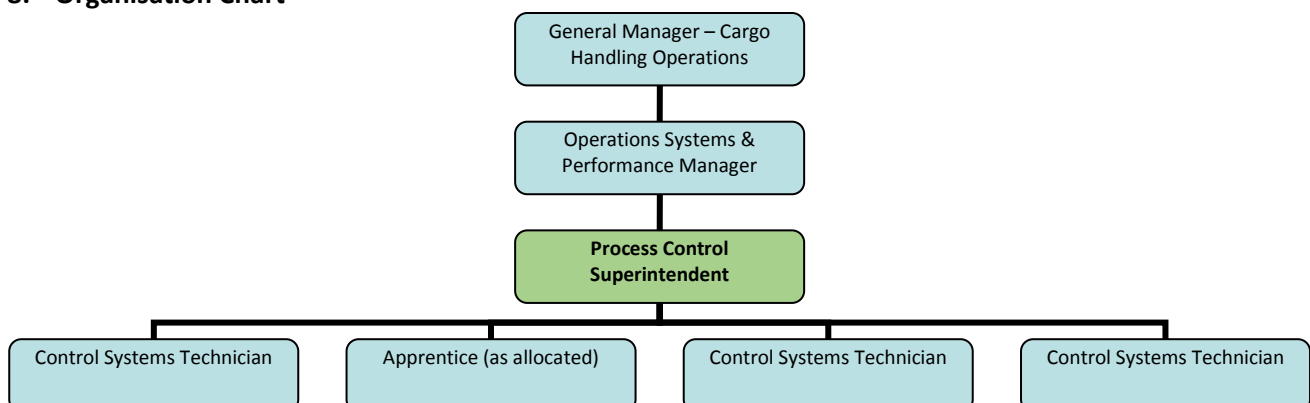 8. Organisation Chart
General Manager – Cargo
Handling Operations
Operations Systems &
Performance Manager
Process Control
Superintendent
Control Systems Technician
Apprentice (as allocated)
Control Systems Technician
Control Systems Technician